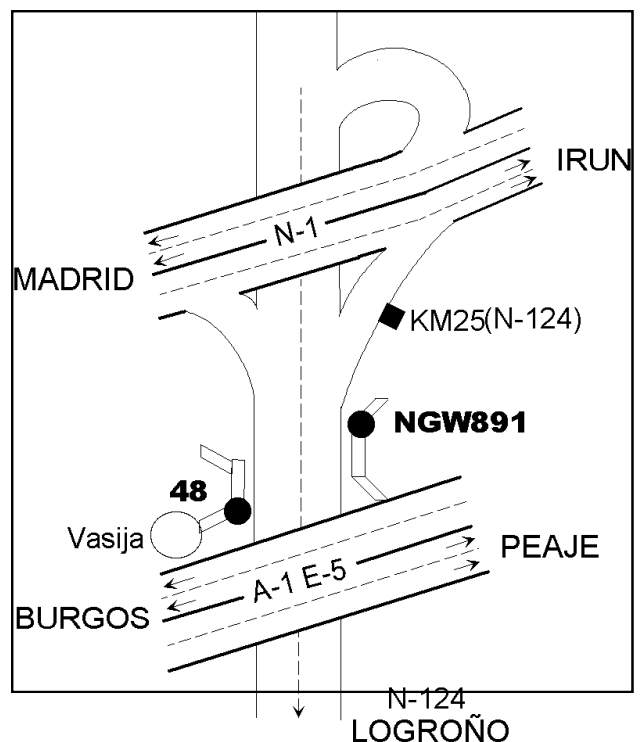 IRUN
N-1
MADRID
KM25(N-124)
NGW891
48
Vasija
PEAJE
A-1 E-5
BURGOS
N-124
LOGROÑO